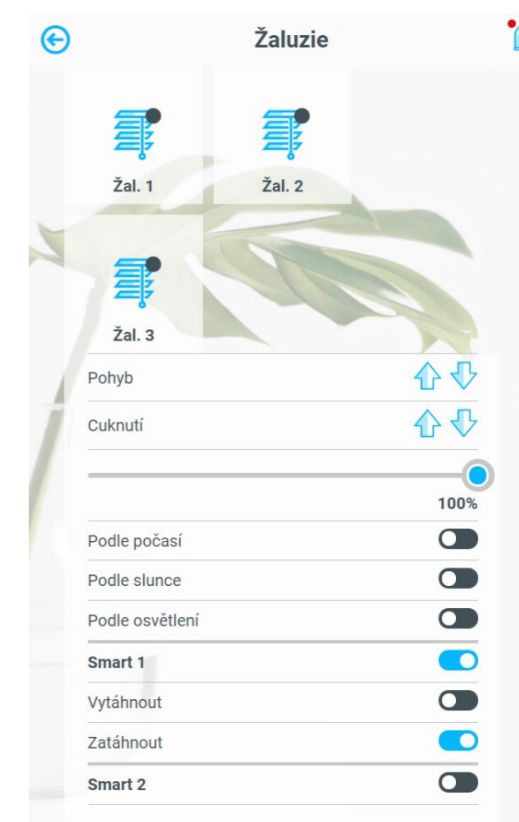 Žaluzie
Žal. 1
Žal. 2
Žal. 3
Pohyb
Cuknutí
100%
Podle počasí
Podle slunce
Podle osvětlení
Smart 1
Vytáhnout
Zatáhnout
Smart 2